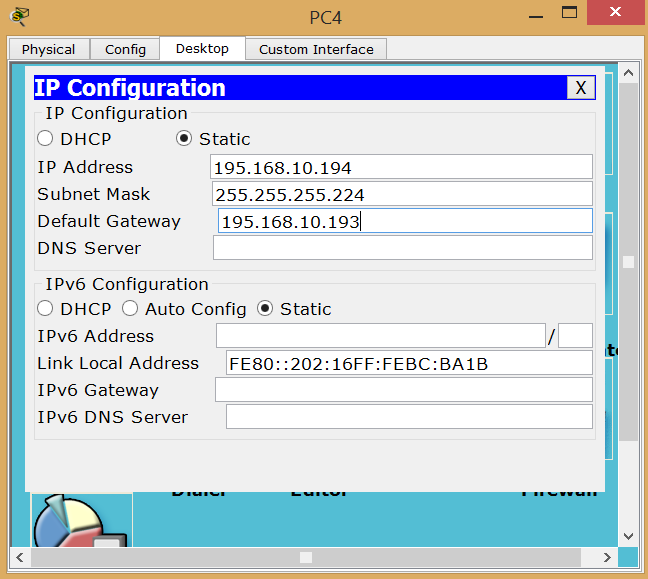 PC4
Physical Config Desktop Custom Interface
IP Configuration X
IP Configuration
DHCP Static
IP Address 195.168.10.194
Subnet Mask 255.255.255.224
Default Gateway 195.168.10.193
DNS Server
IPv6 Configuration
DHCP Auto Config Static
IPv6 Address /
Link Local Address FE80::202:16FF:FEBC:BA1B
IPv6 Gateway
IPv6 DNS Server
Dialer Editor Firewall